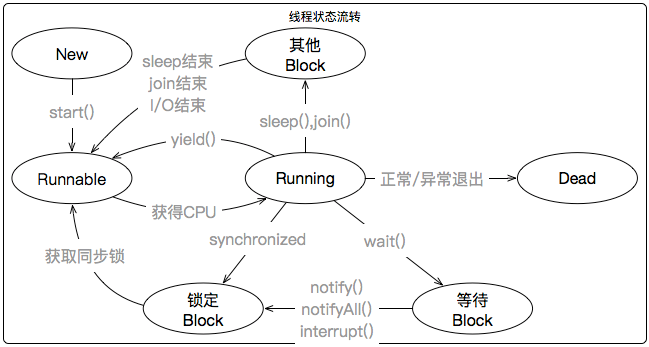 线程状态流转
New
sleep结束
join结束
I/O结束
其他
Block
start()
sleep(),join()
yield()
Runnable
Running
正常/异常退出
Dead
获得CPU
synchronized
wait()
获取同步锁
锁定
Block
notify()
notifyAll()
interrupt()
等待
Block